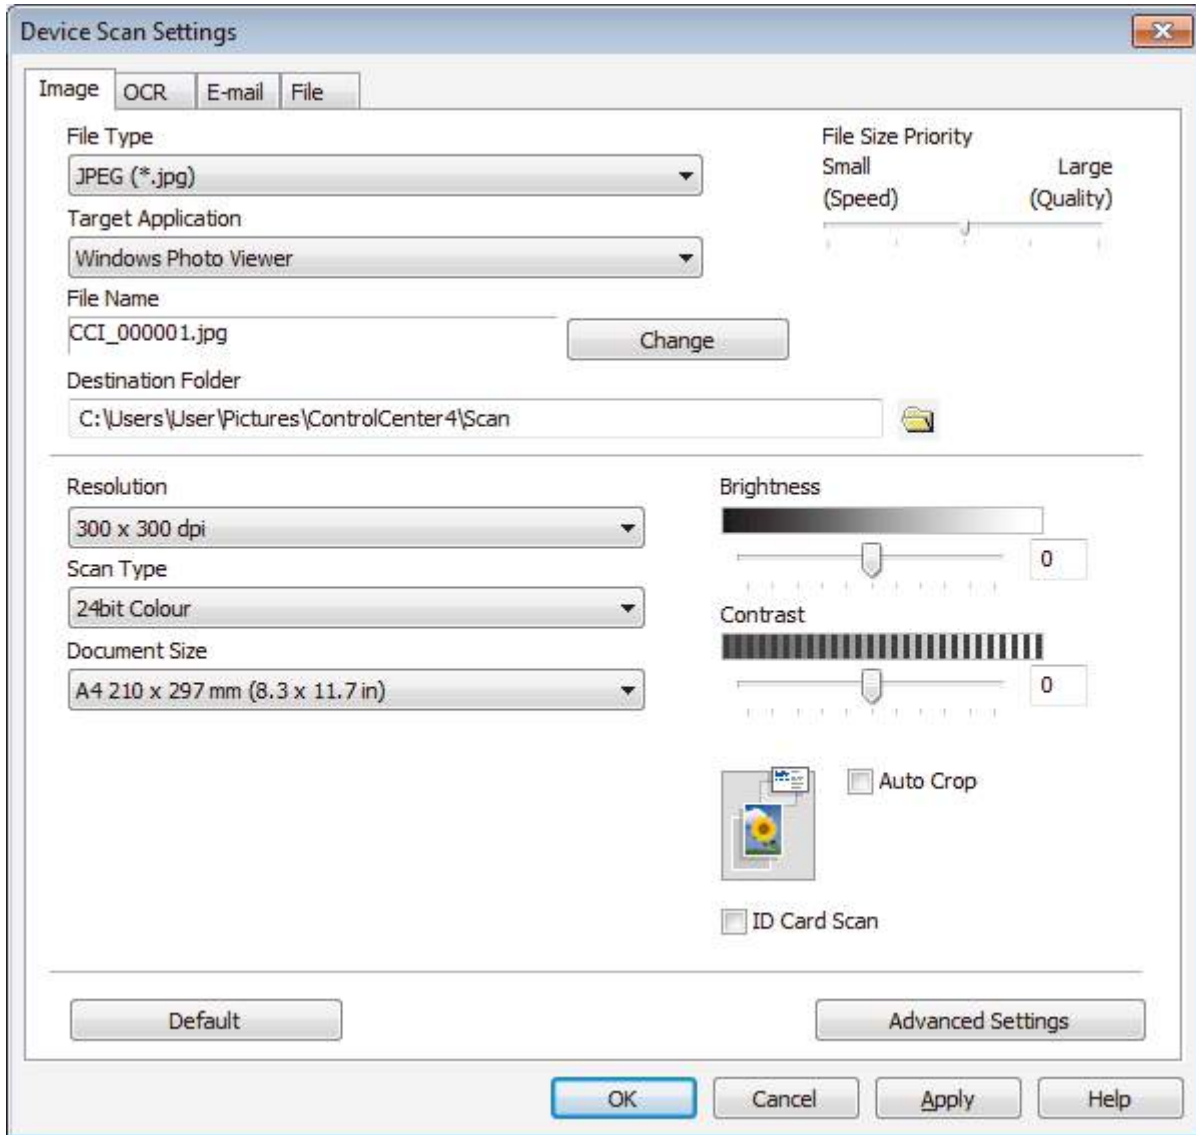 Device Scan Settings
Image OCR E-mail File
File Type
JPEG (*.jpg)
Target Application
Windows Photo Viewer
File Name
CCI_000001.jpg
Change
Destination Folder
C:\Users\User\Pictures\ControlCenter4\Scan
File Size Priority
Small Large
(Speed) (Quality)
Resolution
300 x 300 dpi
Scan Type
24bit Colour
Document Size
A4 210 x 297 mm (8.3 x 11.7 in)
Brightness
0
Contrast
0
Auto Crop
ID Card Scan
Default Advanced Settings
OK Cancel Apply Help